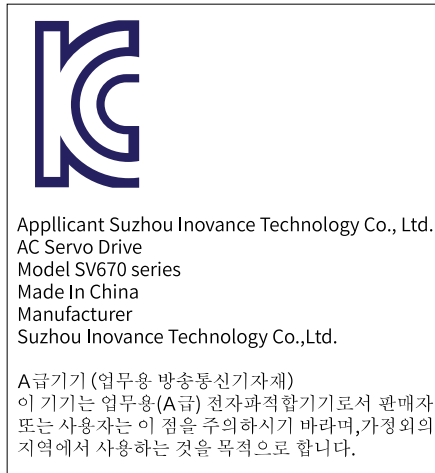 KC
Appllicant Suzhou Inovance Technology Co., Ltd.
AC Servo Drive
Model SV670 series
Made In China
Manufacturer
Suzhou Inovance Technology Co.,Ltd.
A급기기 (업무용 방송통신기자재)
이 기기는 업무용(A급) 전자파적합기기로서 판매자
또는 사용자는 이 점을 주의하시기 바라며,가정외의
지역에서 사용하는 것을 목적으로 합니다.